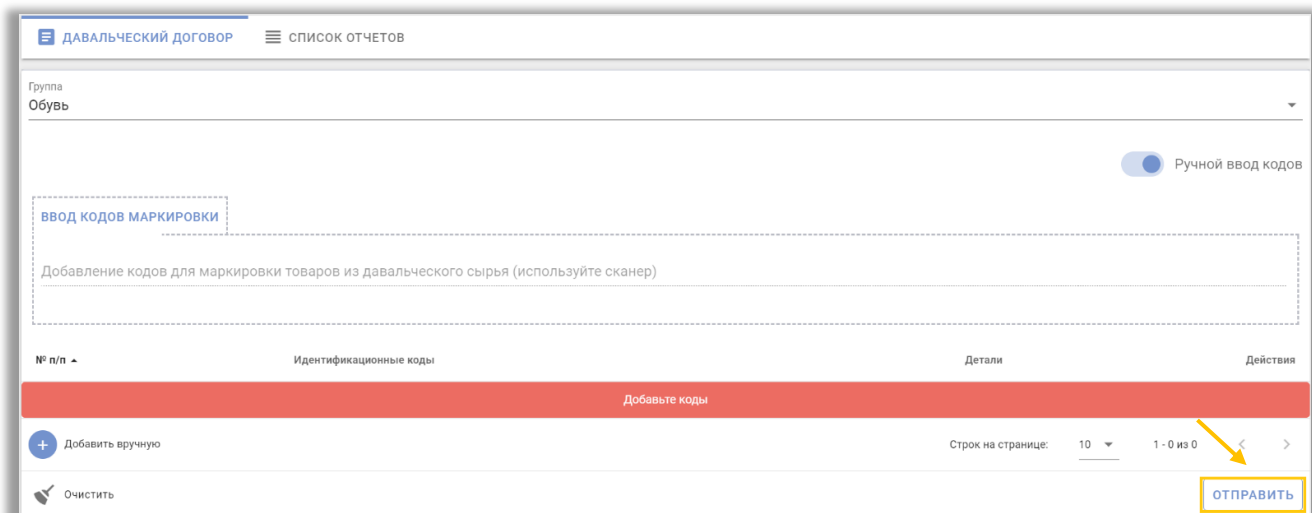 ДАВАЛЬЧЕСКИЙ ДОГОВОР СПИСОК ОТЧЕТОВ
Группа
Обувь
Ручной ввод кодов
ВВОД КОДОВ МАРКИРОВКИ
Добавление кодов для маркировки товаров из давальческого сырья (используйте сканер)
№ п/п Идентификационные коды Детали Действия
Добавьте коды
Добавить вручную Строк на странице: 10 1 - 0 из 0
Очистить ОТПРАВИТЬ